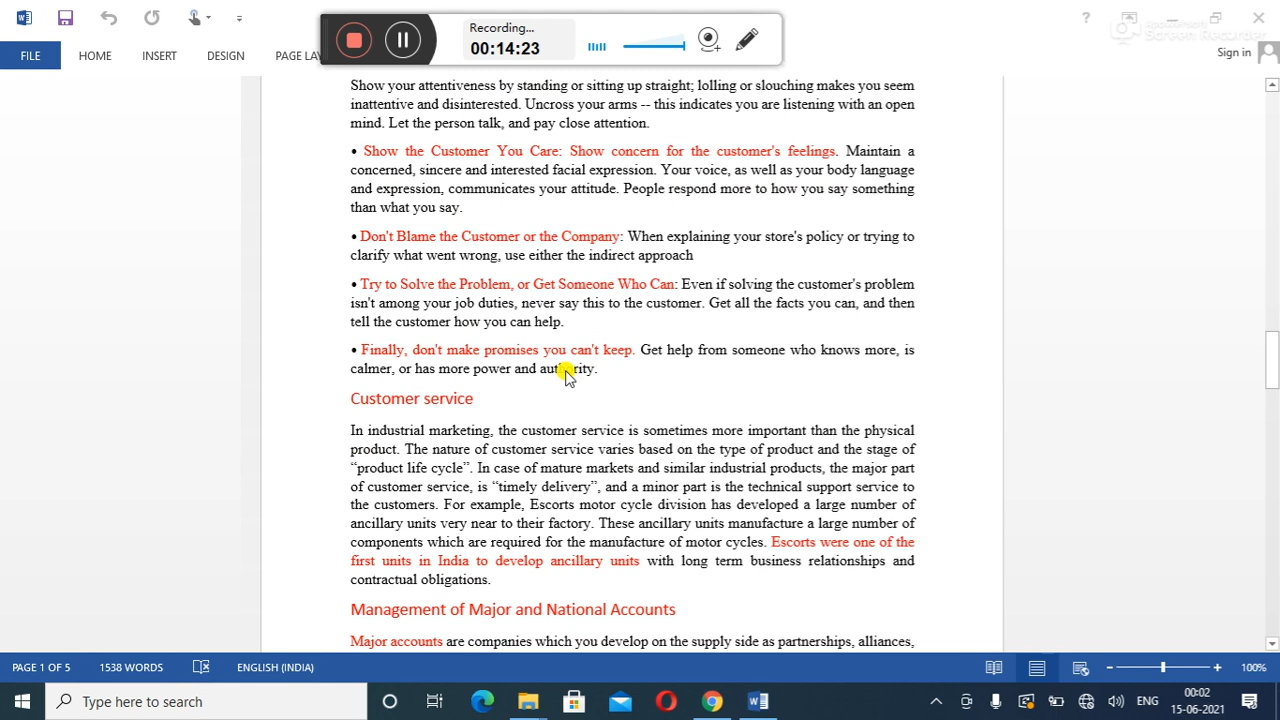 Recording...
00:14:23
Apowersoft
Screen Recorder
Sign in
FILE HOME INSERT DESIGN PAGE LAY
Show your attentiveness by standing or sitting up straight; lolling or slouching makes you seem
inattentive and disinterested. Uncross your arms -- this indicates you are listening with an open
mind. Let the person talk, and pay close attention.
• Show the Customer You Care: Show concern for the customer's feelings. Maintain a
concerned, sincere and interested facial expression. Your voice, as well as your body language
and expression, communicates your attitude. People respond more to how you say something
than what you say.
• Don't Blame the Customer or the Company: When explaining your store's policy or trying to
clarify what went wrong, use either the indirect approach
• Try to Solve the Problem, or Get Someone Who Can: Even if solving the customer's problem
isn't among your job duties, never say this to the customer. Get all the facts you can, and then
tell the customer how you can help.
• Finally, don't make promises you can't keep. Get help from someone who knows more, is
calmer, or has more power and authority.
Customer service
In industrial marketing, the customer service is sometimes more important than the physical
product. The nature of customer service varies based on the type of product and the stage of
“product life cycle”. In case of mature markets and similar industrial products, the major part
of customer service, is “timely delivery”, and a minor part is the technical support service to
the customers. For example, Escorts motor cycle division has developed a large number of
ancillary units very near to their factory. These ancillary units manufacture a large number of
components which are required for the manufacture of motor cycles. Escorts were one of the
first units in India to develop ancillary units with long term business relationships and
contractual obligations.
Management of Major and National Accounts
Major accounts are companies which you develop on the supply side as partnerships, alliances,
PAGE 1 OF 5 1538 WORDS ENGLISH (INDIA) 100%
Type here to search
ENG
00:02
15-06-2021